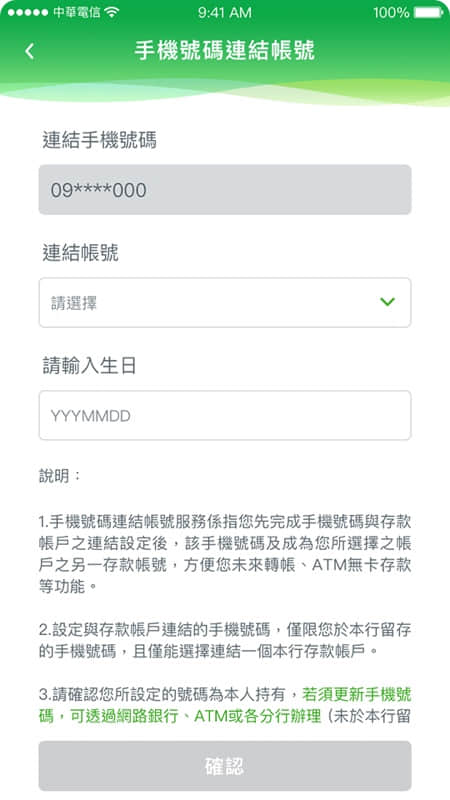 中華電信 9:41 AM 100%
手機號碼連結帳號
連結手機號碼
09****000
連結帳號
請選擇
請輸入生日
YYYMMDD
說明：
1.手機號碼連結帳號服務係指您先完成手機號碼與存款
帳戶之連結設定後，該手機號碼及成為您所選擇之帳
戶之另一存款帳號，方便您未來轉帳、ATM無卡存款
等功能。
2.設定與存款帳戶連結的手機號碼，僅限您於本行留存
的手機號碼，且僅能選擇連結一個本行存款帳戶。
3.請確認您所設定的號碼為本人持有，若須更新手機號
碼，可透過網路銀行、ATM或各分行辦理 (未於本行留
確認